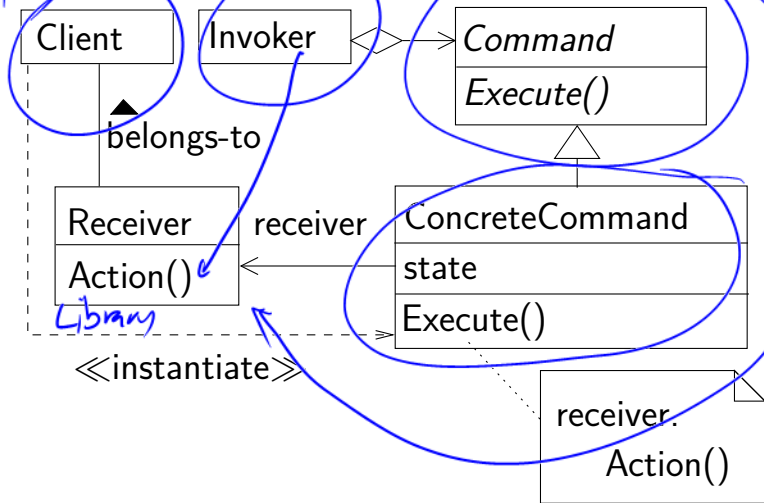 Client
Invoker
Command
Execute()
belongs-to
Receiver
receiver
ConcreteCommand
Action()
state
Library
Execute()
≪instantiate≫
receiver.
Action()